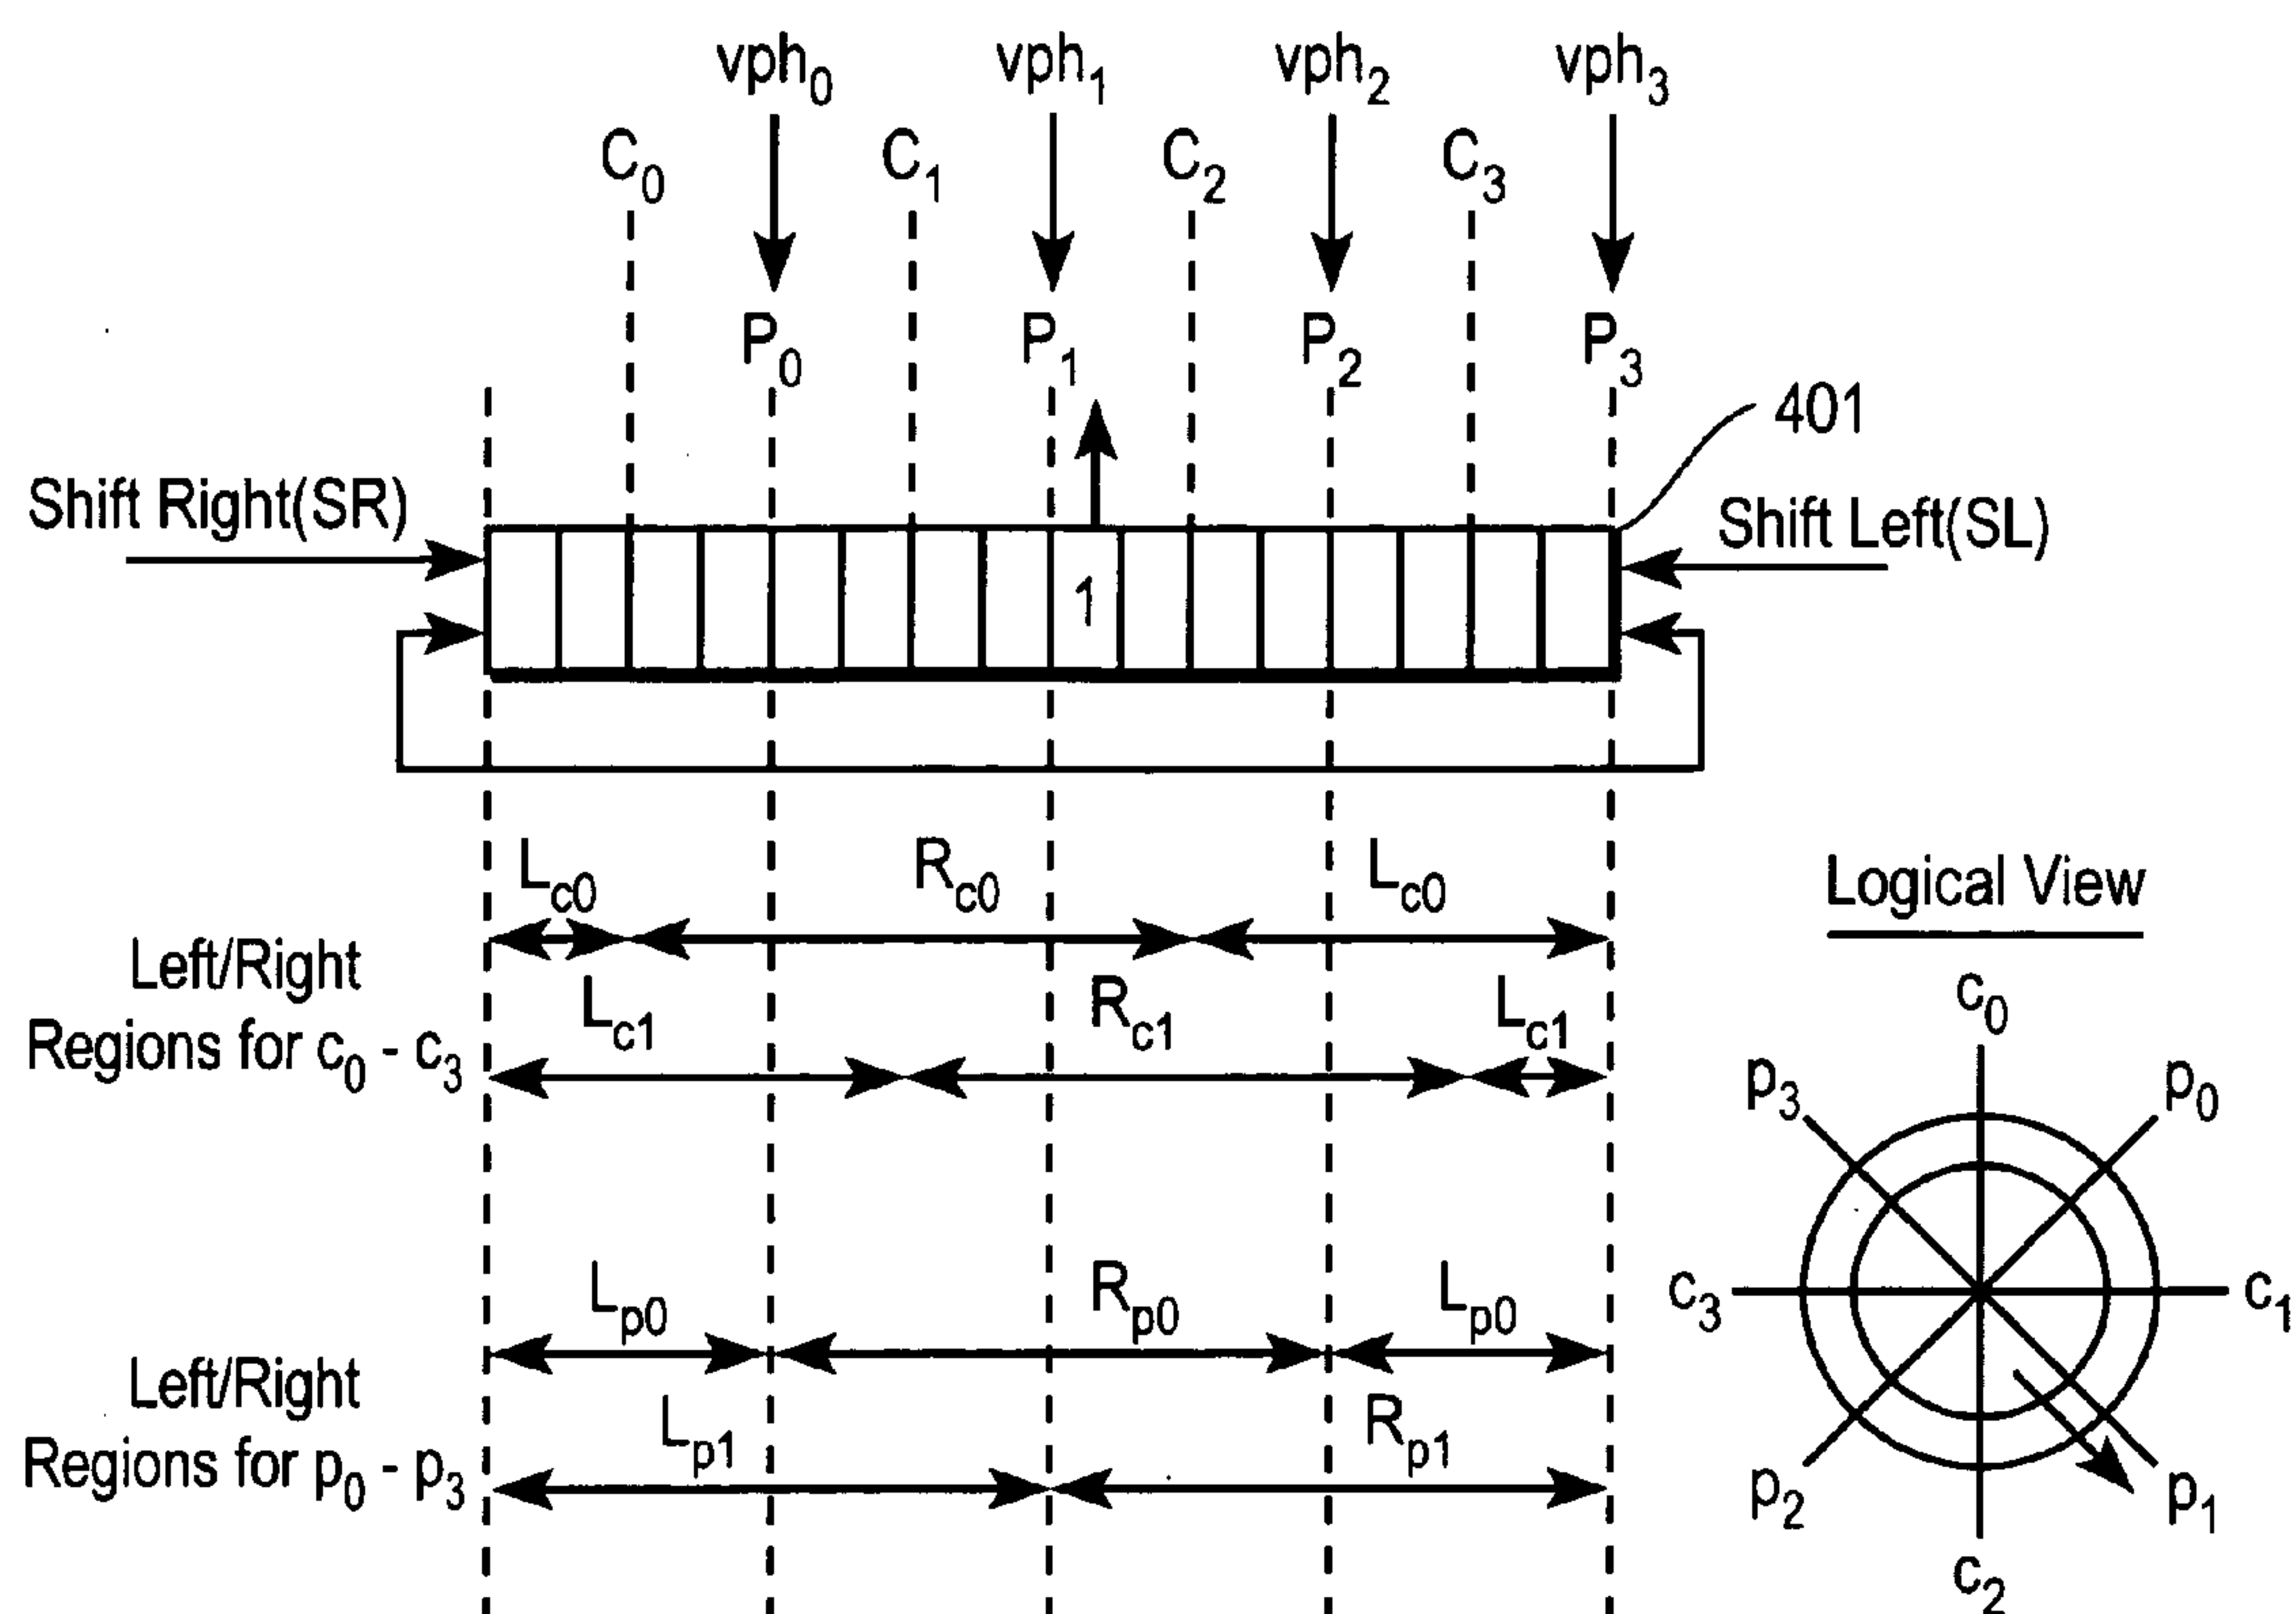 vph0 vph1 vph2 vph3
C0 C1 C2 C3
P0 P1 P2 P3
401
Shift Right(SR)
Shift Left(SL)
1
Lc0 Rc0 Lc0
Left/Right
Regions for c0 - c3
Lc1 Rc1 Lc1
Logical View
c0
p3 p0
c3 c1
p2 p1
c2
Lp0 Rp0 Lp0
Left/Right
Regions for p0 - p3
Lp1 Rp1